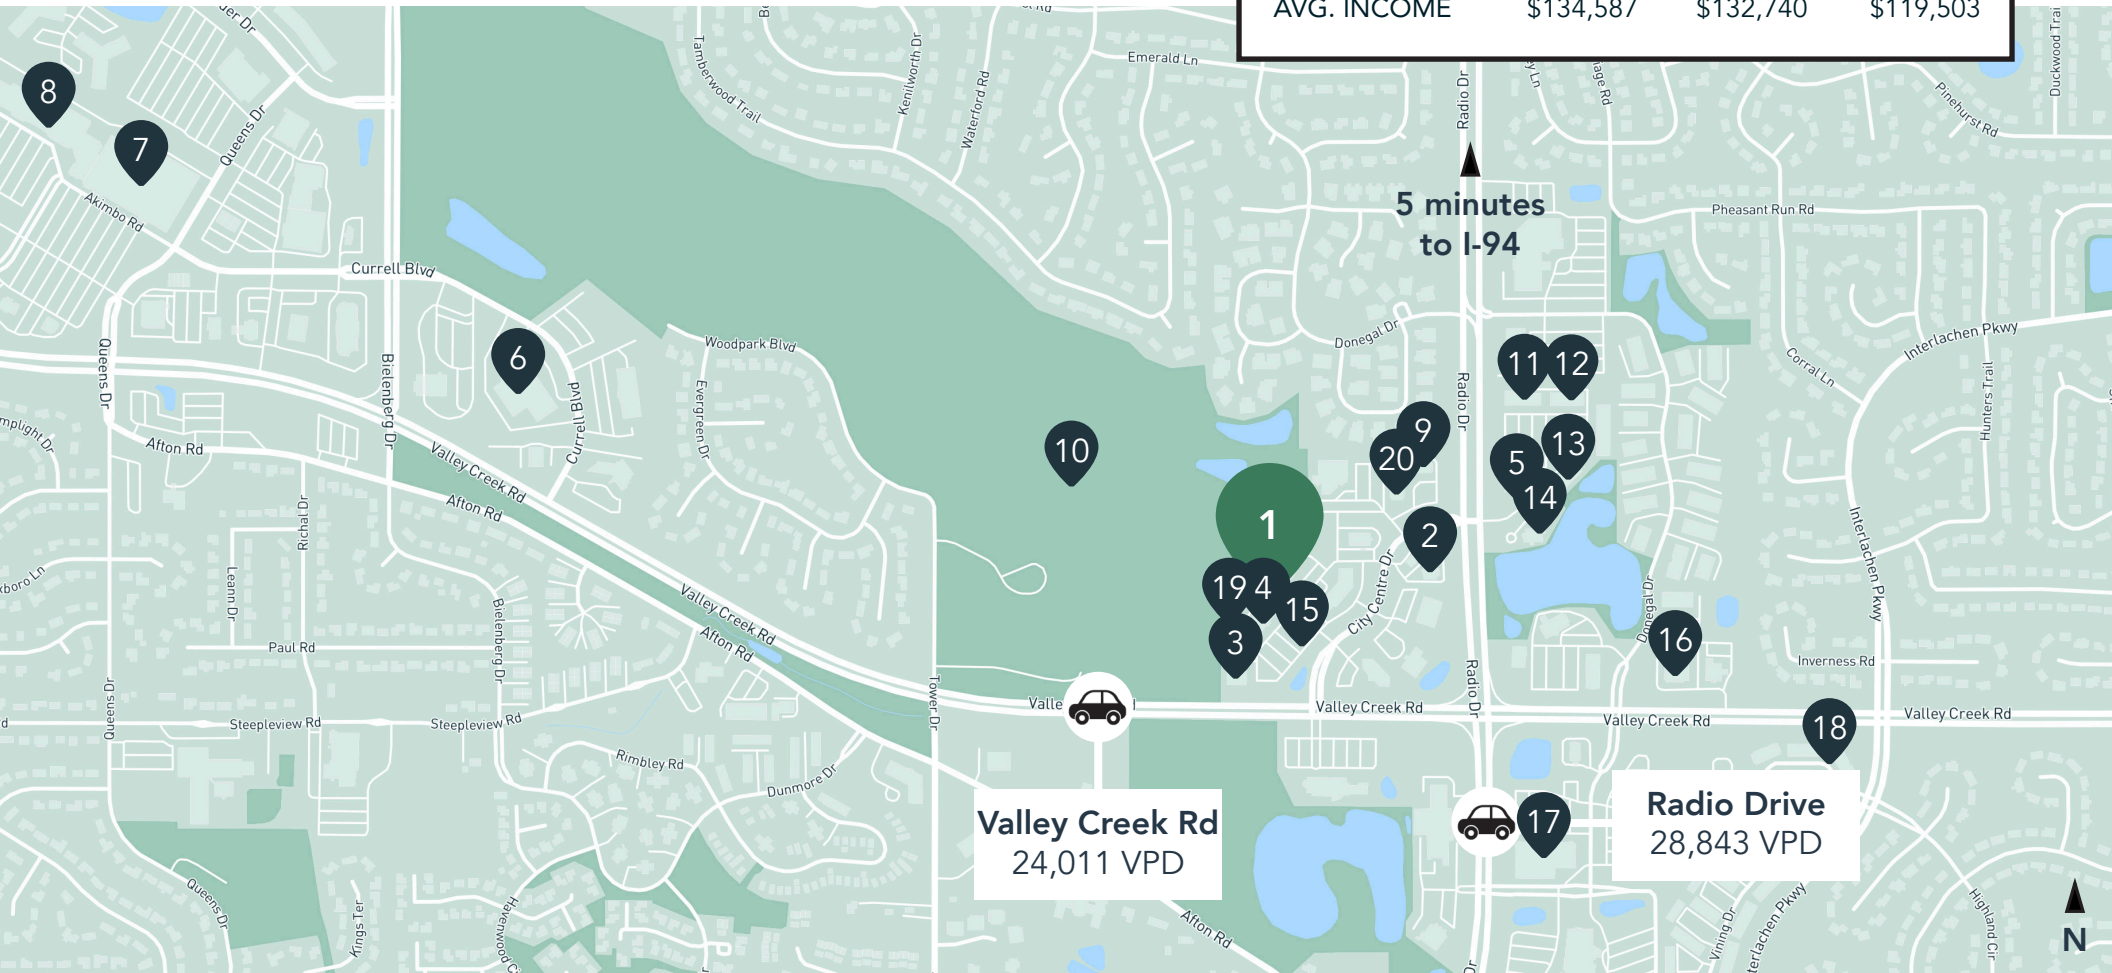 AVG. INCOME $134,587 $132,740 $119,503
Emerald Ln
Tamberwood Trail
Kenilworth Dr
Waterford Rd
Radio Dr
Pinehurst Rd
Duckwood Trai
8
7
Queens Dr
Akimbo Rd
5 minutes
to I-94
Pheasant Run Rd
Currell Blvd
Queens Dr
Bielenberg Dr
6
Currell Blvd
Woodpark Blvd
Evergreen Dr
Donegal Dr
Radio Dr
11
12
Corral Ln
Interlachen Pkwy
Hunters Trail
Afton Rd
Valley Creek Rd
Afton Rd
10
9
20
5
13
14
1
2
19
4
15
3
City Centre Dr
Richal Dr
Leann Dr
Paul Rd
Bielenberg Dr
Valley Creek Rd
Afton Rd
Donegal Dr
16
Interlachen Pkwy
Inverness Rd
Queens Dr
Steepleview Rd
Steepleview Rd
Tower Dr
Valle
Valley Creek Rd
Radio Dr
Valley Creek Rd
18
Valley Creek Rd
Rimbley Rd
Dunmore Dr
Valley Creek Rd
24,011 VPD
17
Radio Drive
28,843 VPD
Queens Dr
Kings Ter
Havenwood C
Afton Rd
Vining Dr
terlachen Pkwy
Highland Cir
N